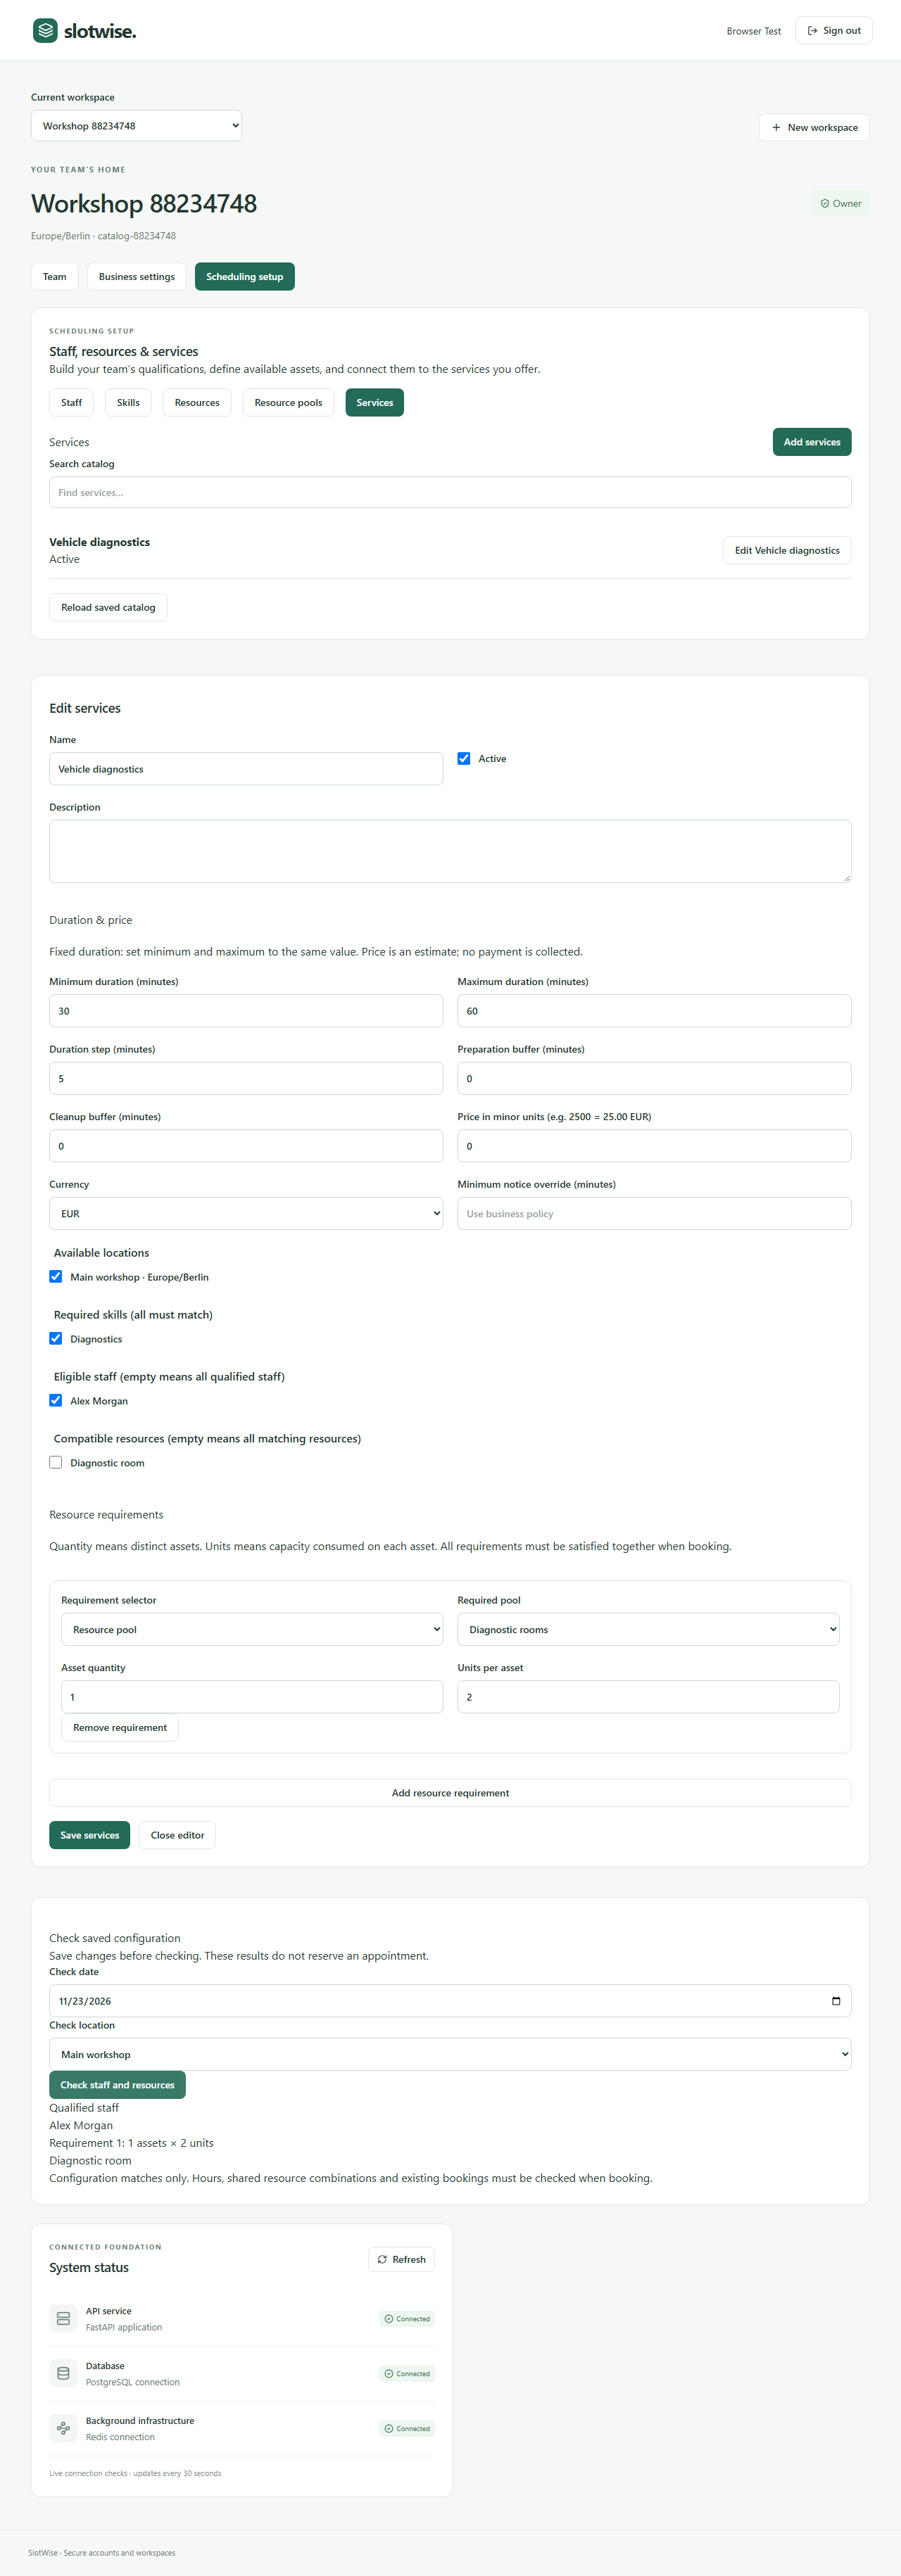 slotwise.
Browser Test
Sign out
Current workspace
Workshop 88234748
New workspace
YOUR TEAM'S HOME
Workshop 88234748
Owner
Europe/Berlin · catalog-88234748
Team
Business settings
Scheduling setup
SCHEDULING SETUP
Staff, resources & services
Build your team's qualifications, define available assets, and connect them to the services you offer.
Staff
Skills
Resources
Resource pools
Services
Services
Add services
Search catalog
Find services...
Vehicle diagnostics
Active
Edit Vehicle diagnostics
Reload saved catalog
Edit services
Name
Vehicle diagnostics
Active
Description
Duration & price
Fixed duration: set minimum and maximum to the same value. Price is an estimate; no payment is collected.
Minimum duration (minutes)
Maximum duration (minutes)
30
60
Duration step (minutes)
Preparation buffer (minutes)
5
0
Cleanup buffer (minutes)
Price in minor units (e.g. 2500 = 25.00 EUR)
0
0
Currency
Minimum notice override (minutes)
EUR
Use business policy
Available locations
Main workshop · Europe/Berlin
Required skills (all must match)
Diagnostics
Eligible staff (empty means all qualified staff)
Alex Morgan
Compatible resources (empty means all matching resources)
Diagnostic room
Resource requirements
Quantity means distinct assets. Units means capacity consumed on each asset. All requirements must be satisfied together when booking.
Requirement selector
Required pool
Resource pool
Diagnostic rooms
Asset quantity
Units per asset
1
2
Remove requirement
Add resource requirement
Save services
Close editor
Check saved configuration
Save changes before checking. These results do not reserve an appointment.
Check date
11/23/2026
Check location
Main workshop
Check staff and resources
Qualified staff
Alex Morgan
Requirement 1: 1 assets × 2 units
Diagnostic room
Configuration matches only. Hours, shared resource combinations and existing bookings must be checked when booking.
CONNECTED FOUNDATION
System status
Refresh
API service
FastAPI application
Connected
Database
PostgreSQL connection
Connected
Background infrastructure
Redis connection
Connected
Live connection checks · updates every 30 seconds
SlotWise · Secure accounts and workspaces